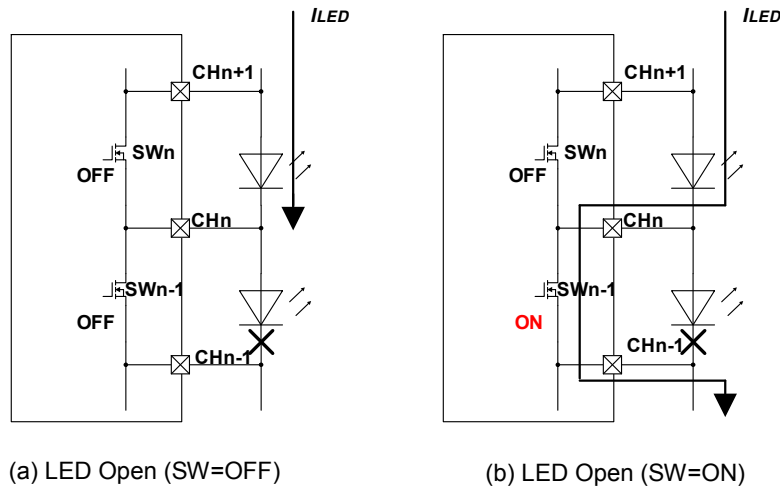 ILED
CHn+1
SWn
OFF
CHn
SWn-1
OFF
CHn-1
(a) LED Open (SW=OFF)
ILED
CHn+1
SWn
OFF
CHn
SWn-1
ON
CHn-1
(b) LED Open (SW=ON)